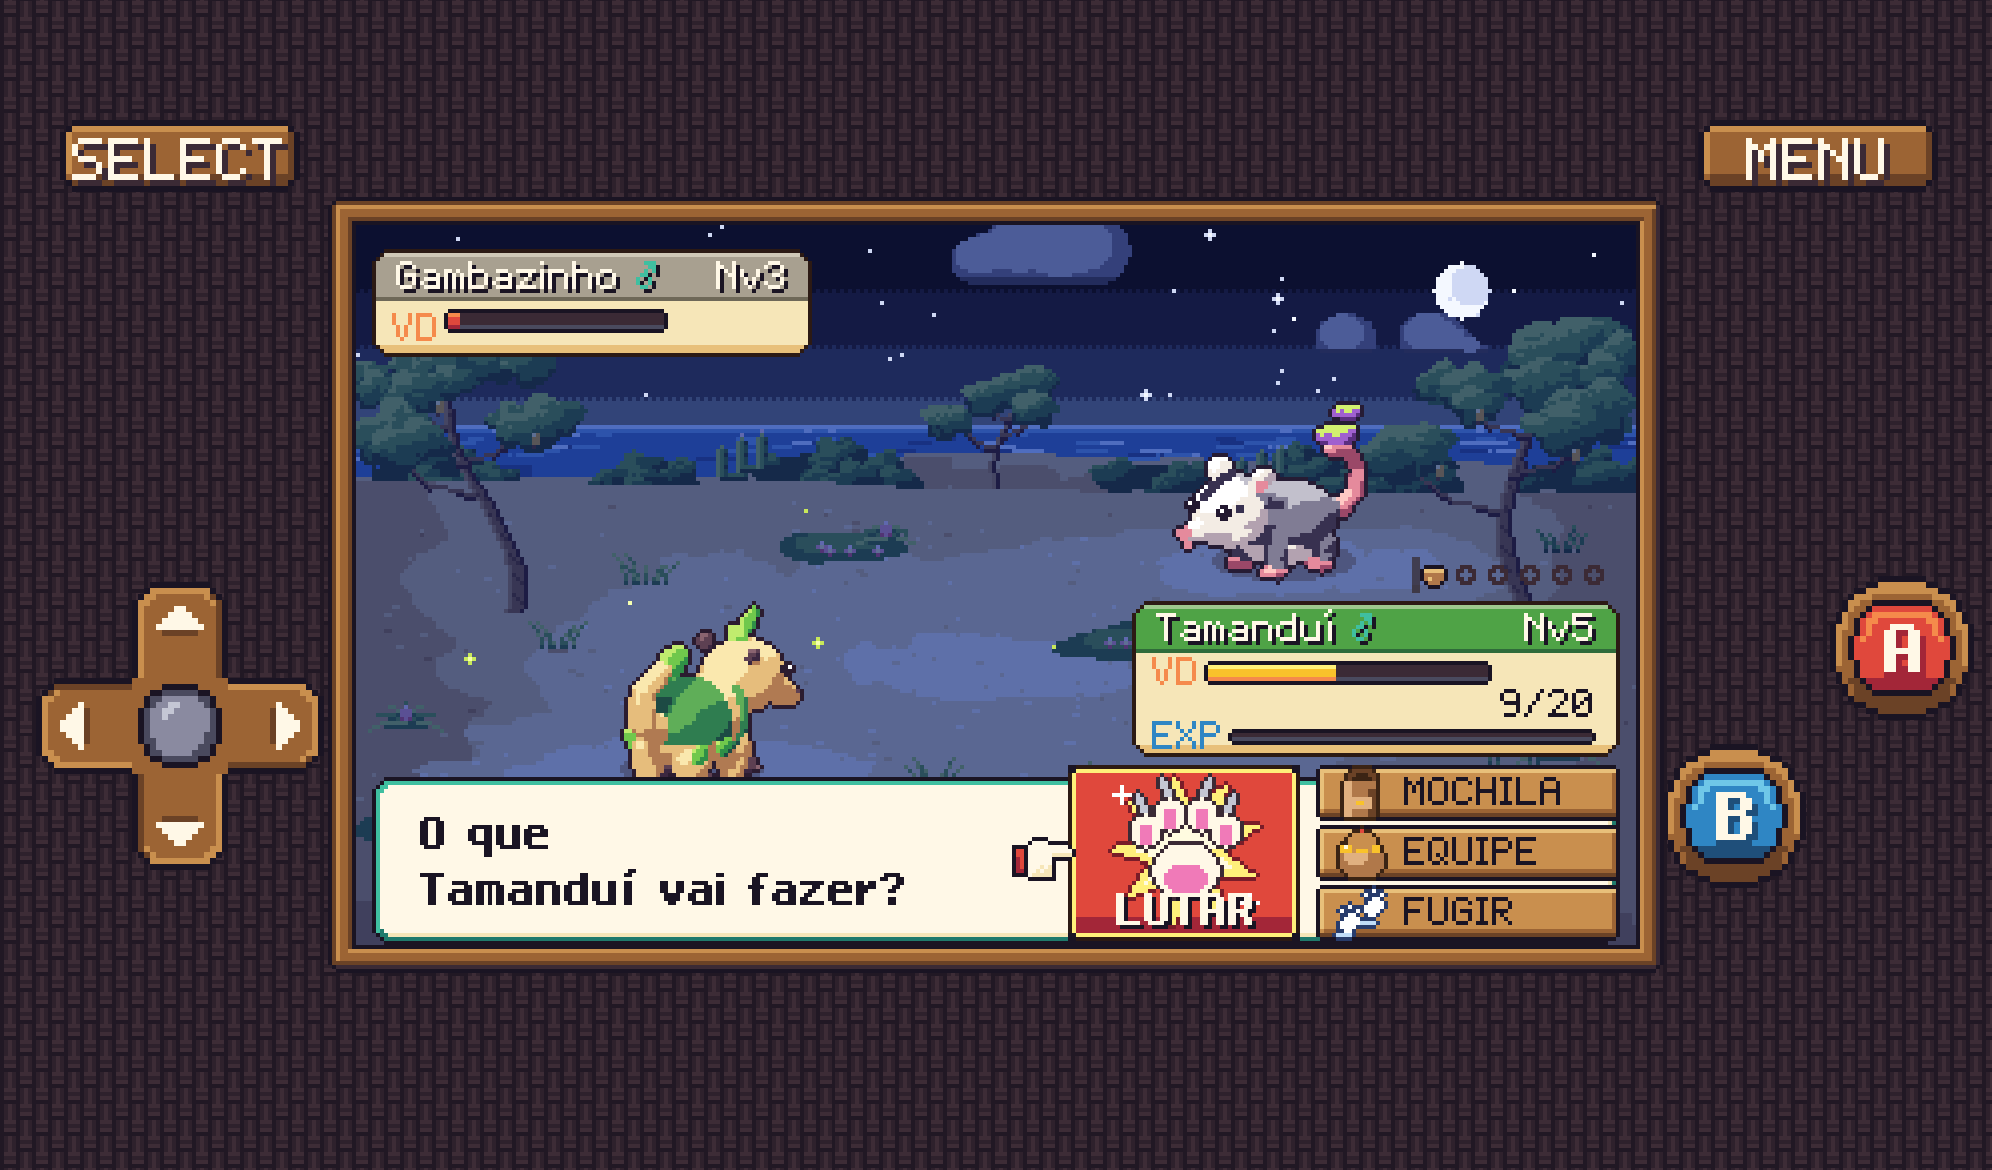 SELECT
MENU
Gambazinho ♂ Nv3
VD
Tamanduí ♂ Nv5
VD
9/20
EXP
O que
Tamanduí vai fazer?
LUTAR
MOCHILA
EQUIPE
FUGIR
A
B